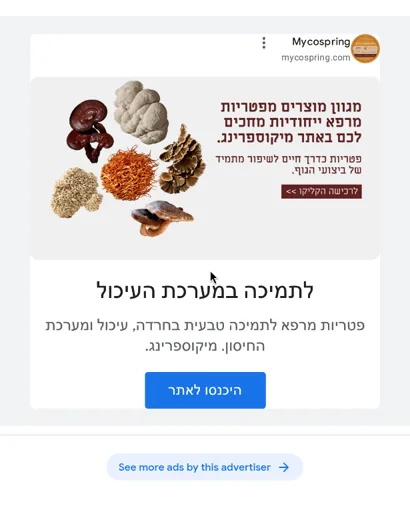 Mycospring
mycospring.com
מגוון מוצרים מפטריות
מרפא ייחודיות מחכים
לכם באתר מיקוספרינג.
פטריות כדרך חיים לשיפור מתמיד
של ביצועי הגוף.
לרכישה הקליקו >>
לתמיכה במערכת העיכול
פטריות מרפא לתמיכה טבעית בחרדה, עיכול ומערכת
החיסון. מיקוספרינג.
היכנסו לאתר
See more ads by this advertiser